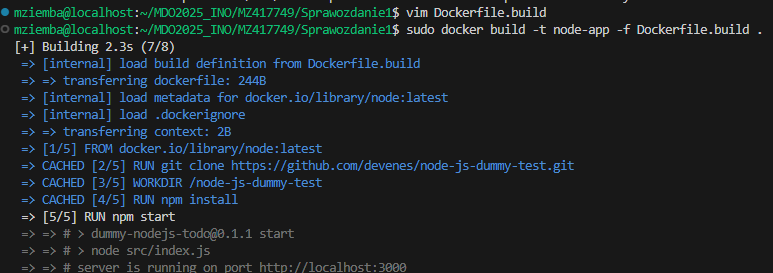 mziemba@localhost:~/MDO2025_INO/MZ417749/Sprawozdanie1$ vim Dockerfile.build
mziemba@localhost:~/MDO2025_INO/MZ417749/Sprawozdanie1$ sudo docker build -t node-app -f Dockerfile.build .
[+] Building 2.3s (7/8)
=> [internal] load build definition from Dockerfile.build
=> => transferring dockerfile: 244B
=> [internal] load metadata for docker.io/library/node:latest
=> [internal] load .dockerignore
=> => transferring context: 2B
=> [1/5] FROM docker.io/library/node:latest
=> CACHED [2/5] RUN git clone https://github.com/devenes/node-js-dummy-test.git
=> CACHED [3/5] WORKDIR /node-js-dummy-test
=> CACHED [4/5] RUN npm install
=> [5/5] RUN npm start
=> => # > dummy-nodejs-todo@0.1.1 start
=> => # > node src/index.js
=> => # server is running on port http://localhost:3000